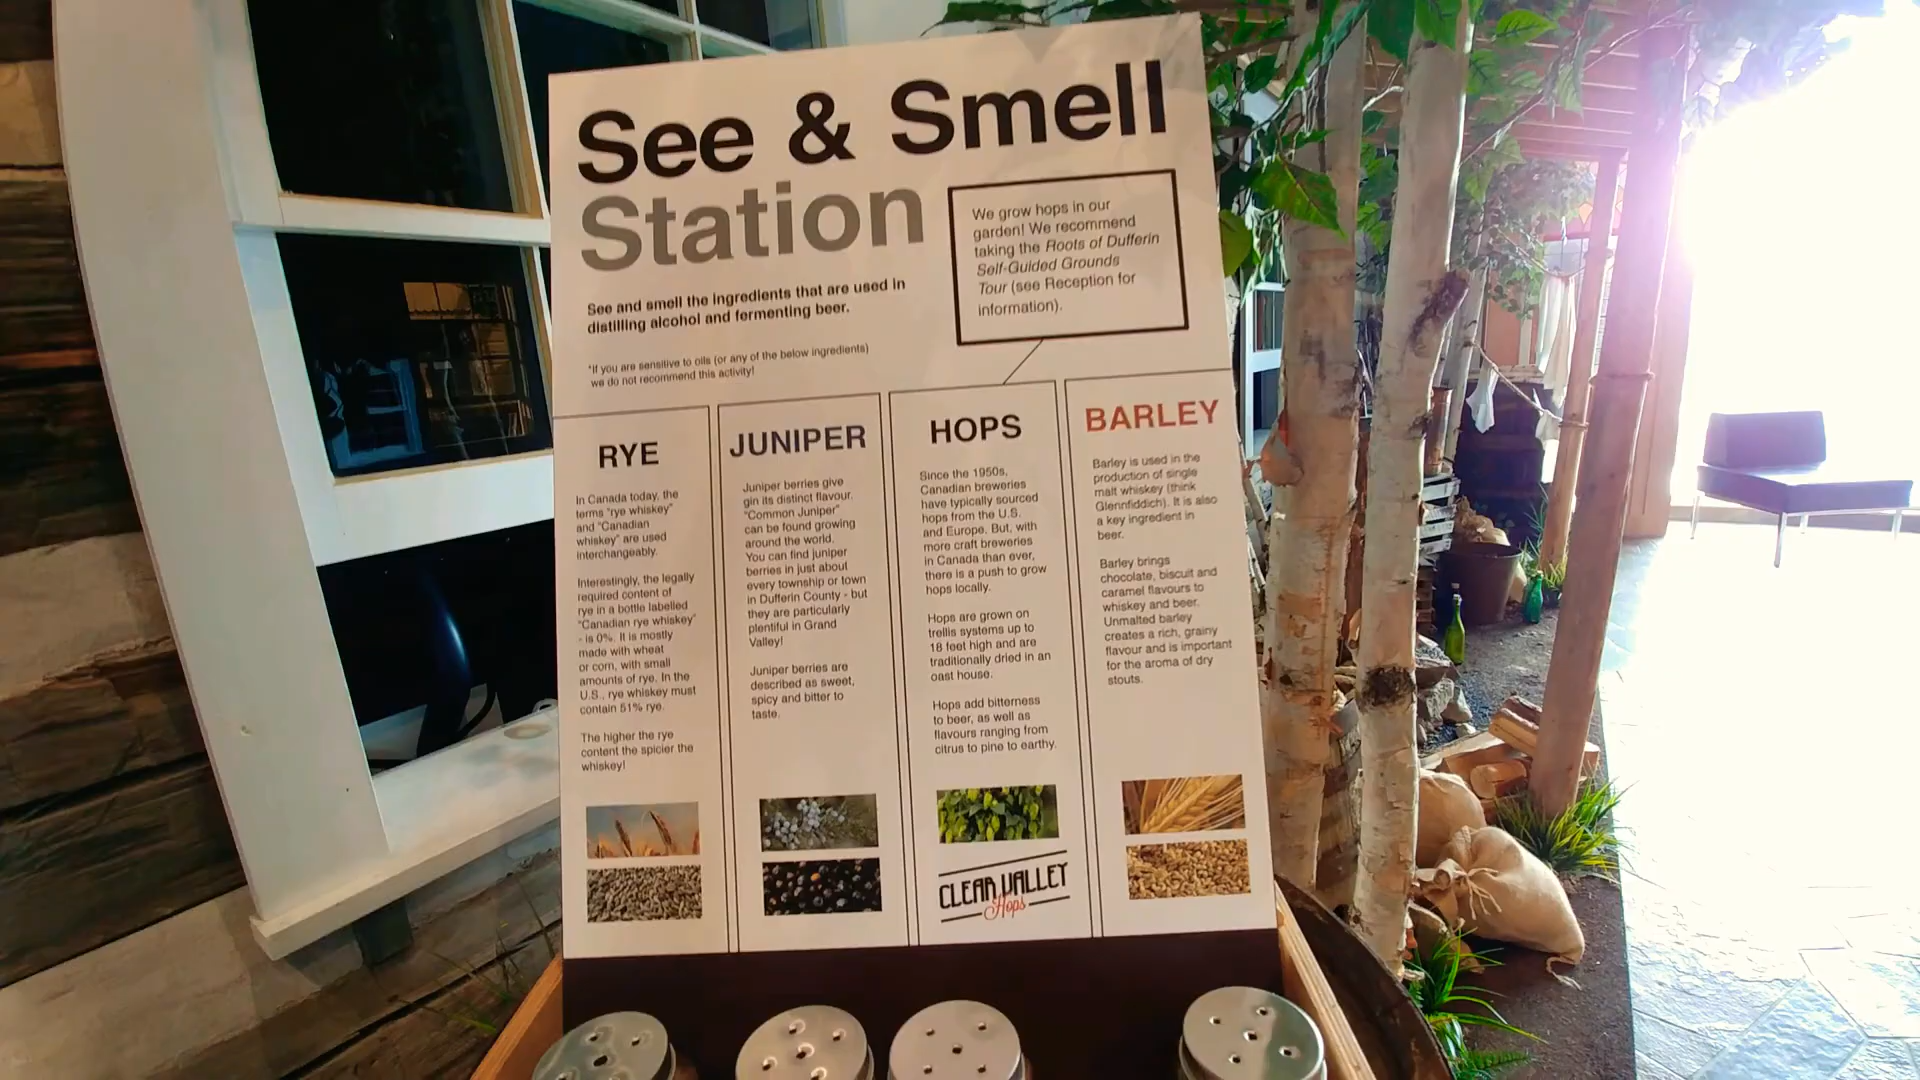 See & Smell
Station
We grow hops in our
garden! We recommend
taking the Roots of Dufferin
Self-Guided Grounds
Tour (see Reception for
information).
See and smell the ingredients that are used in
distilling alcohol and fermenting beer.
*If you are sensitive to oils (or any of the below ingredients)
we do not recommend this activity!
RYE
In Canada today, the
terms "rye whiskey"
and "Canadian
whiskey" are used
interchangeably.
Interestingly, the legally
required content of
rye in a bottle labelled
"Canadian rye whiskey"
- is 0%. It is mostly
made with wheat
or corn, with small
amounts of rye. In the
U.S., rye whiskey must
contain 51% rye.
The higher the rye
content the spicier the
whiskey!
JUNIPER
Juniper berries give
gin its distinct flavour.
"Common Juniper"
can be found growing
around the world.
You can find juniper
berries in just about
every township or town
in Dufferin County - but
they are particularly
plentiful in Grand
Valley!
Juniper berries are
described as sweet,
spicy and bitter to
taste.
HOPS
Since the 1950s,
Canadian breweries
have typically sourced
hops from the U.S.
and Europe. But, with
more craft breweries
in Canada than ever,
there is a push to grow
hops locally.
Hops are grown on
trellis systems up to
18 feet high and are
traditionally dried in an
oast house.
Hops add bitterness
to beer, as well as
flavours ranging from
citrus to pine to earthy.
CLEAR VALLEY
Hops
BARLEY
Barley is used in the
production of single
malt whiskey (think
Glennfiddich). It is also
a key ingredient in
beer.
Barley brings
chocolate, biscuit and
caramel flavours to
whiskey and beer.
Unmalted barley
creates a rich, grainy
flavour and is important
for the aroma of dry
stouts.